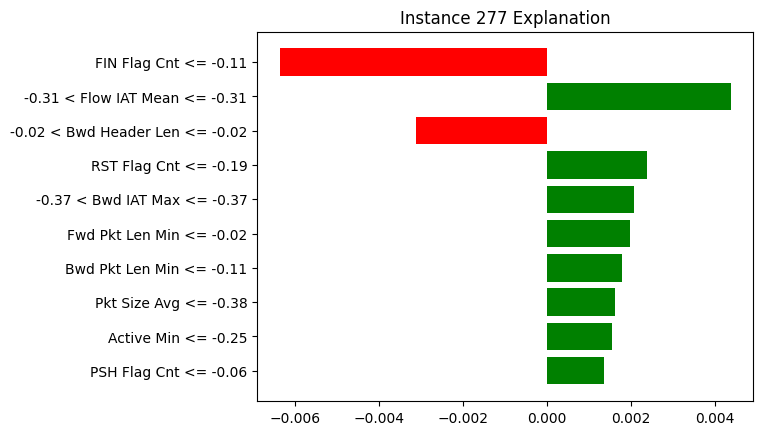 Instance 277 Explanation
FIN Flag Cnt <= -0.11
-0.31 < Flow IAT Mean <= -0.31
-0.02 < Bwd Header Len <= -0.02
RST Flag Cnt <= -0.19
-0.37 < Bwd IAT Max <= -0.37
Fwd Pkt Len Min <= -0.02
Bwd Pkt Len Min <= -0.11
Pkt Size Avg <= -0.38
Active Min <= -0.25
PSH Flag Cnt <= -0.06
−0.006 −0.004 −0.002 0.000 0.002 0.004